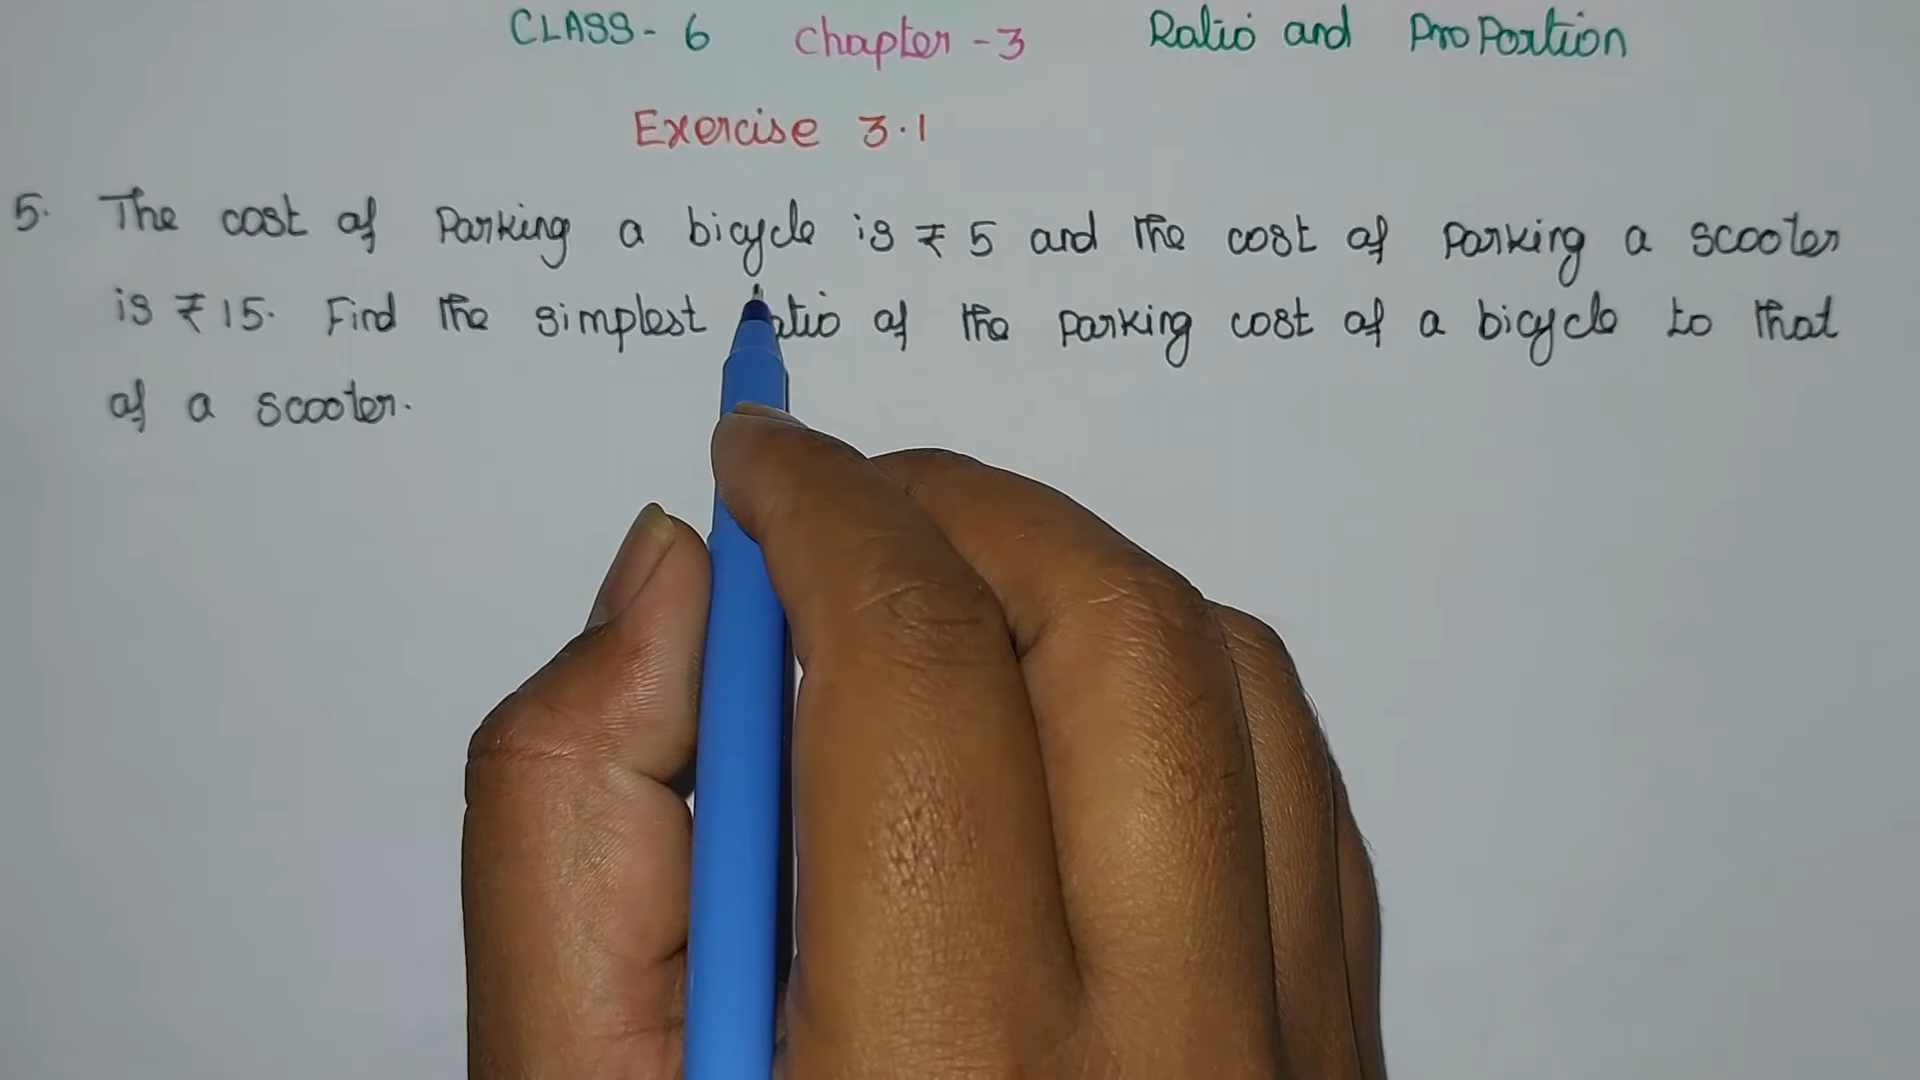 CLASS- 6 Chapter -3 Ratio and ProPortion
Exercise 3.1
5. The cost of Parking a bicycle is ₹ 5 and the cost of parking a scooter
is ₹ 15. Find the simplest ratio of the parking cost of a bicycle to that
of a scooter.